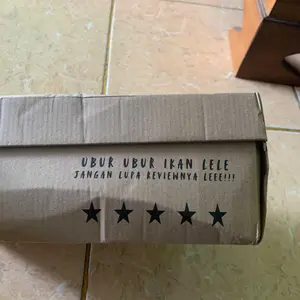 UBUR UBUR IKAN LELE
JANGAN LUPA REVIEWNYA LEEE!!!